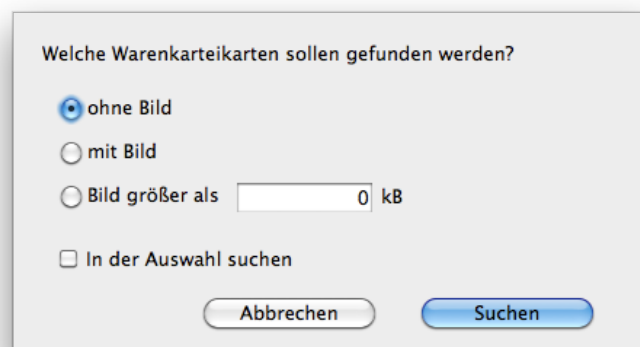 Welche Warenkarteikarten sollen gefunden werden?
ohne Bild
mit Bild
Bild größer als 0 kB
In der Auswahl suchen
Abbrechen Suchen